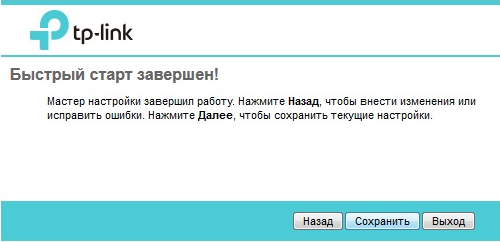 tp-link
Быстрый старт завершен!
Мастер настройки завершил работу. Нажмите Назад, чтобы внести изменения или
исправить ошибки. Нажмите Далее, чтобы сохранить текущие настройки.
Назад Сохранить Выход